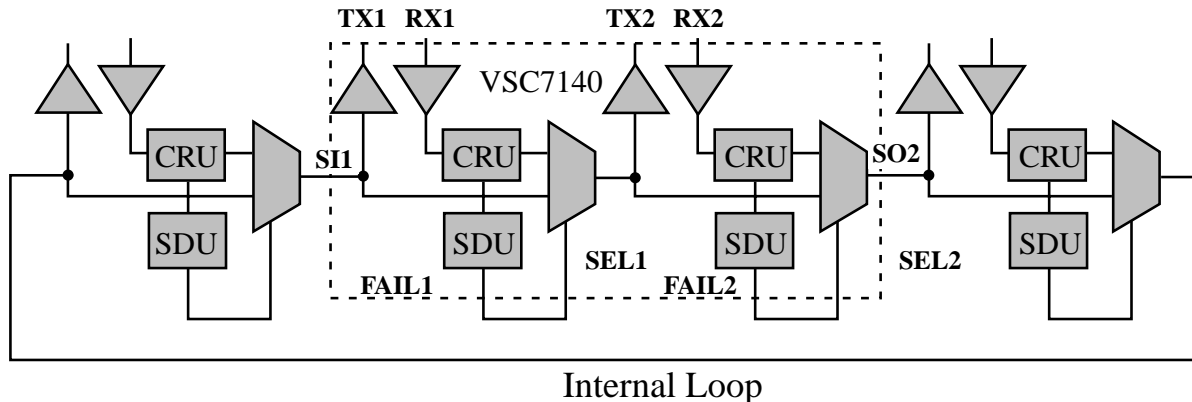 TX1 RX1 TX2 RX2
VSC7140
CRU CRU CRU CRU
SI1 SO2
SDU SDU SDU SDU
SEL1 SEL2
FAIL1 FAIL2
Internal Loop